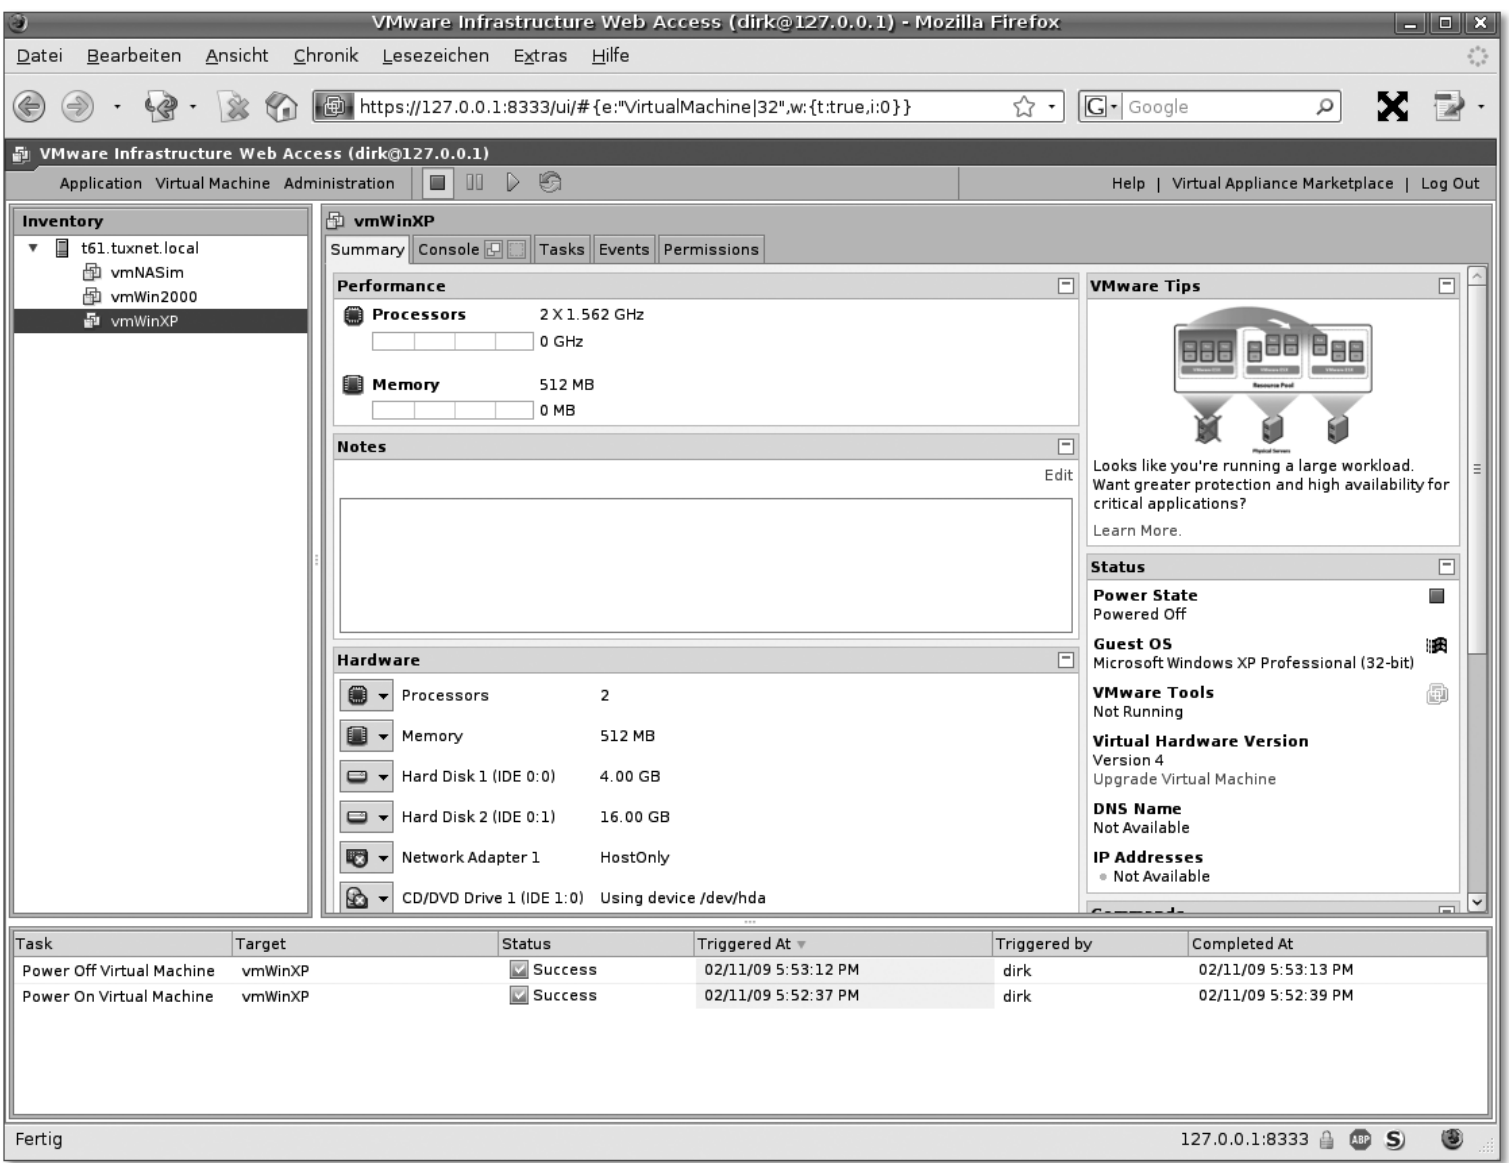 VMware Infrastructure Web Access (dirk@127.0.0.1) - Mozilla Firefox
Datei Bearbeiten Ansicht Chronik Lesezeichen Extras Hilfe
https://127.0.0.1:8333/ui/#{e:"VirtualMachine|32",w:{t:true,i:0}}
G Google
VMware Infrastructure Web Access (dirk@127.0.0.1)
Application Virtual Machine Administration
Help | Virtual Appliance Marketplace | Log Out
Inventory
t61.tuxnet.local
vmNASim
vmWin2000
vmWinXP
vmWinXP
Summary Console Tasks Events Permissions
Performance
Processors 2 X 1.562 GHz
0 GHz
Memory 512 MB
0 MB
Notes
Edit
Hardware
Processors 2
Memory 512 MB
Hard Disk 1 (IDE 0:0) 4.00 GB
Hard Disk 2 (IDE 0:1) 16.00 GB
Network Adapter 1 HostOnly
CD/DVD Drive 1 (IDE 1:0) Using device /dev/hda
VMware Tips
Resource Pool
Physical Servers
Looks like you're running a large workload.
Want greater protection and high availability for
critical applications?
Learn More.
Status
Power State
Powered Off
Guest OS
Microsoft Windows XP Professional (32-bit)
VMware Tools
Not Running
Virtual Hardware Version
Version 4
Upgrade Virtual Machine
DNS Name
Not Available
IP Addresses
Not Available
Commands
Task Target Status Triggered At Triggered by Completed At
Power Off Virtual Machine vmWinXP Success 02/11/09 5:53:12 PM dirk 02/11/09 5:53:13 PM
Power On Virtual Machine vmWinXP Success 02/11/09 5:52:37 PM dirk 02/11/09 5:52:39 PM
Fertig
127.0.0.1:8333 ABP S